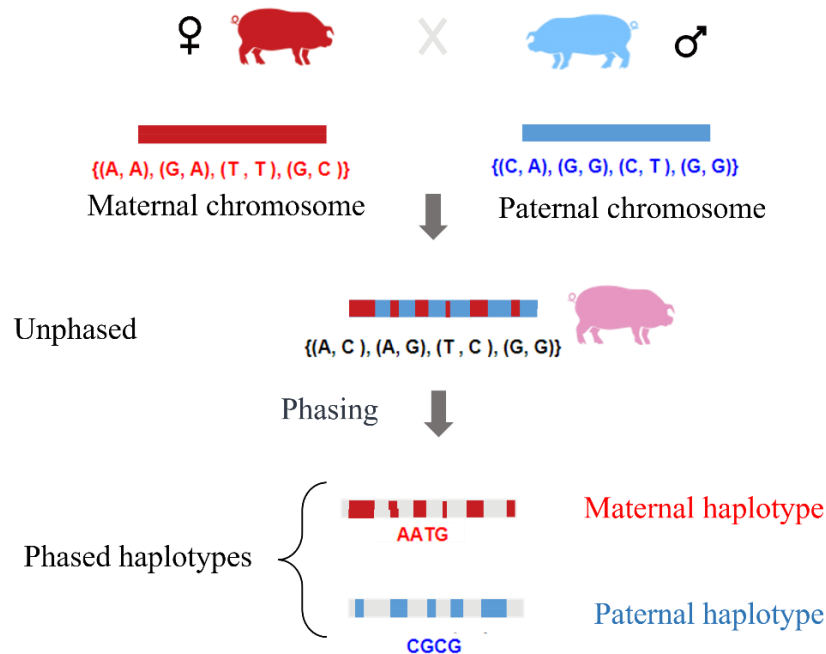 ♀ X ♂
{(A, A), (G, A), (T , T ), (G, C )}
{(C, A), (G, G), (C, T ), (G, G)}
Maternal chromosome
Paternal chromosome
Unphased
{(A, C ), (A, G), (T , C ), (G, G)}
Phasing
Phased haplotypes
AATG
Maternal haplotype
CGCG
Paternal haplotype